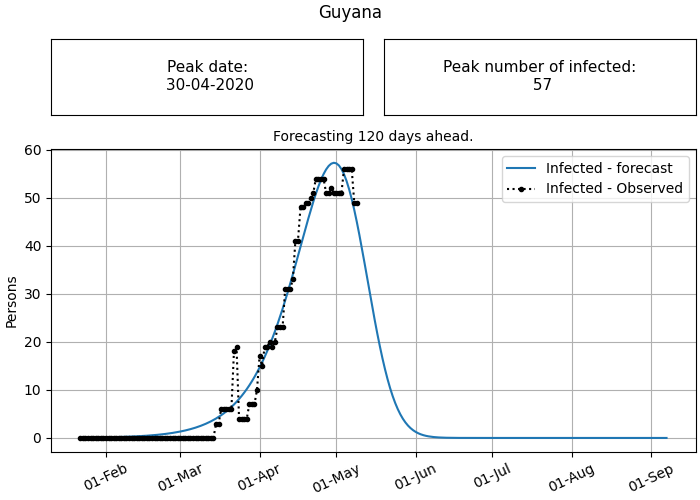 Guyana
Peak date:
30-04-2020
Peak number of infected:
57
Forecasting 120 days ahead.
Infected - forecast
Infected - Observed
Persons
60
50
40
30
20
10
0
01-Feb
01-Mar
01-Apr
01-May
01-Jun
01-Jul
01-Aug
01-Sep